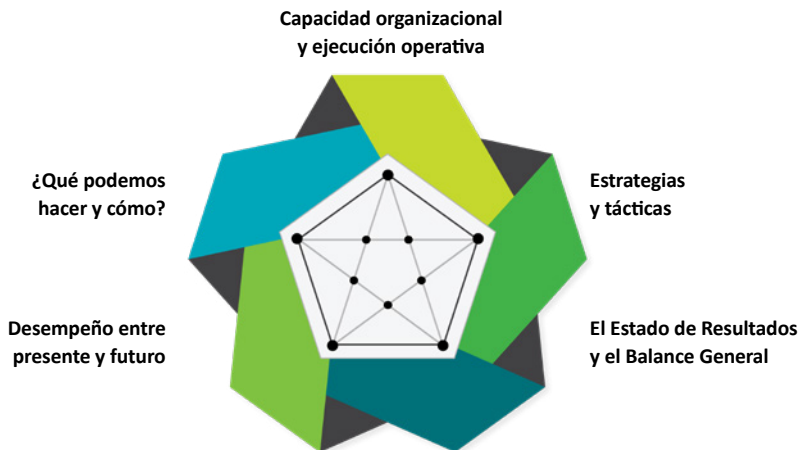 Capacidad organizacional
y ejecución operativa
¿Qué podemos
hacer y cómo?
Estrategias
y tácticas
Desempeño entre
presente y futuro
El Estado de Resultados
y el Balance General